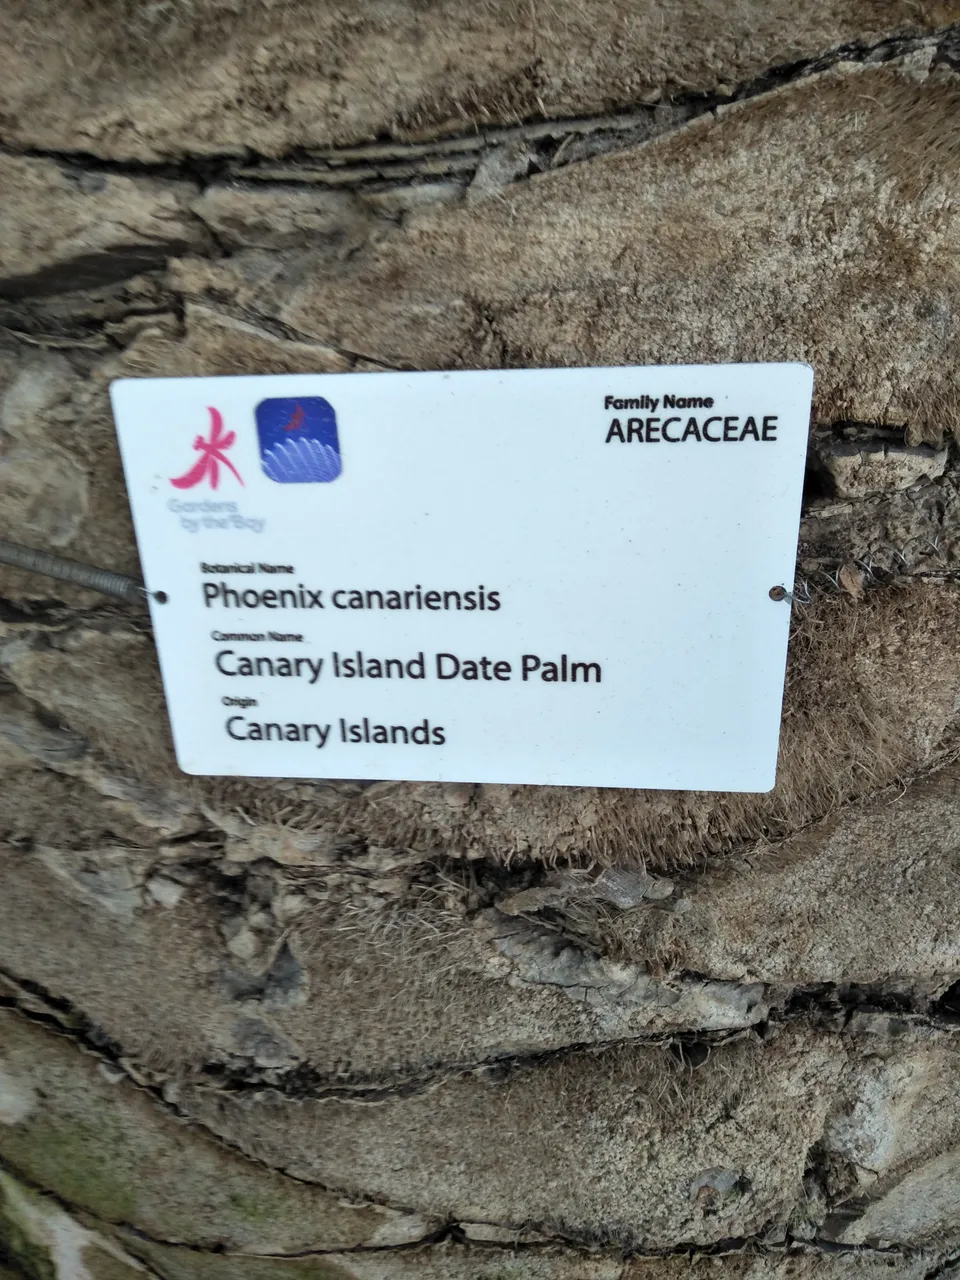 Gardens
by the Bay
Family Name
ARECACEAE
Botanical Name
Phoenix canariensis
Common Name
Canary Island Date Palm
Origin
Canary Islands